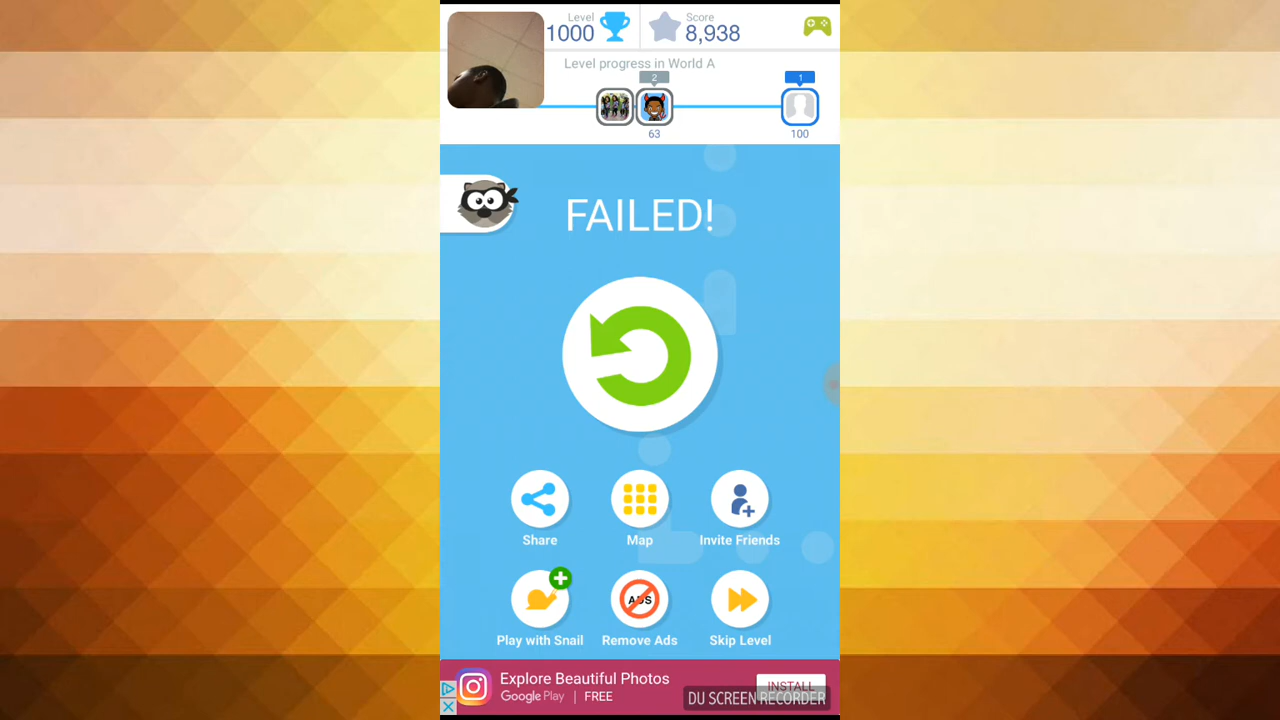 Level
1000
Score
8,938
Level progress in World A
2
1
63
100
FAILED!
Share
Map
Invite Friends
ADS
Play with Snail
Remove Ads
Skip Level
Explore Beautiful Photos
Google Play | FREE
INSTALL
DU SCREEN RECORDER